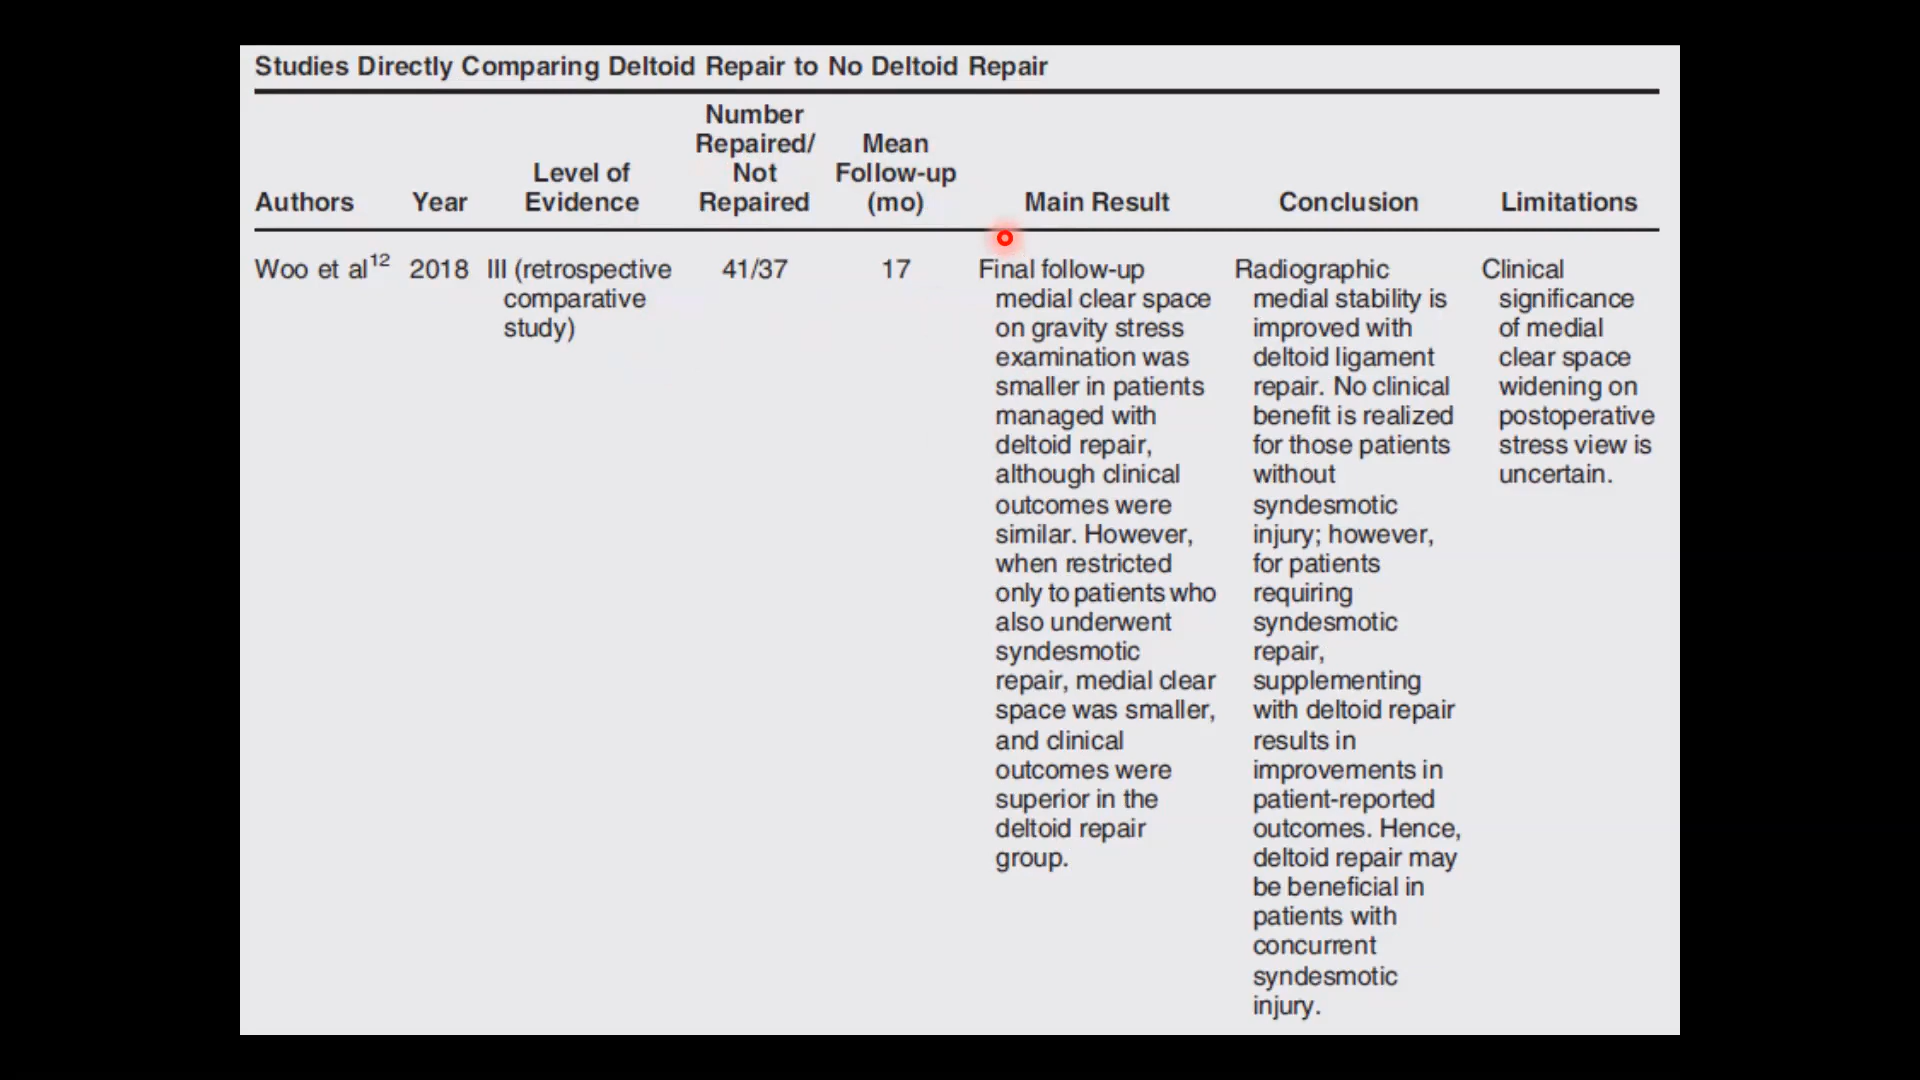 Studies Directly Comparing Deltoid Repair to No Deltoid Repair
Authors
Year
Level of
Evidence
Number
Repaired/
Not
Repaired
Mean
Follow-up
(mo)
Main Result
Conclusion
Limitations
Woo et al12
2018
III (retrospective
comparative
study)
41/37
17
Final follow-up
medial clear space
on gravity stress
examination was
smaller in patients
managed with
deltoid repair,
although clinical
outcomes were
similar. However,
when restricted
only to patients who
also underwent
syndesmotic
repair, medial clear
space was smaller,
and clinical
outcomes were
superior in the
deltoid repair
group.
Radiographic
medial stability is
improved with
deltoid ligament
repair. No clinical
benefit is realized
for those patients
without
syndesmotic
injury; however,
for patients
requiring
syndesmotic
repair,
supplementing
with deltoid repair
results in
improvements in
patient-reported
outcomes. Hence,
deltoid repair may
be beneficial in
patients with
concurrent
syndesmotic
injury.
Clinical
significance
of medial
clear space
widening on
postoperative
stress view is
uncertain.